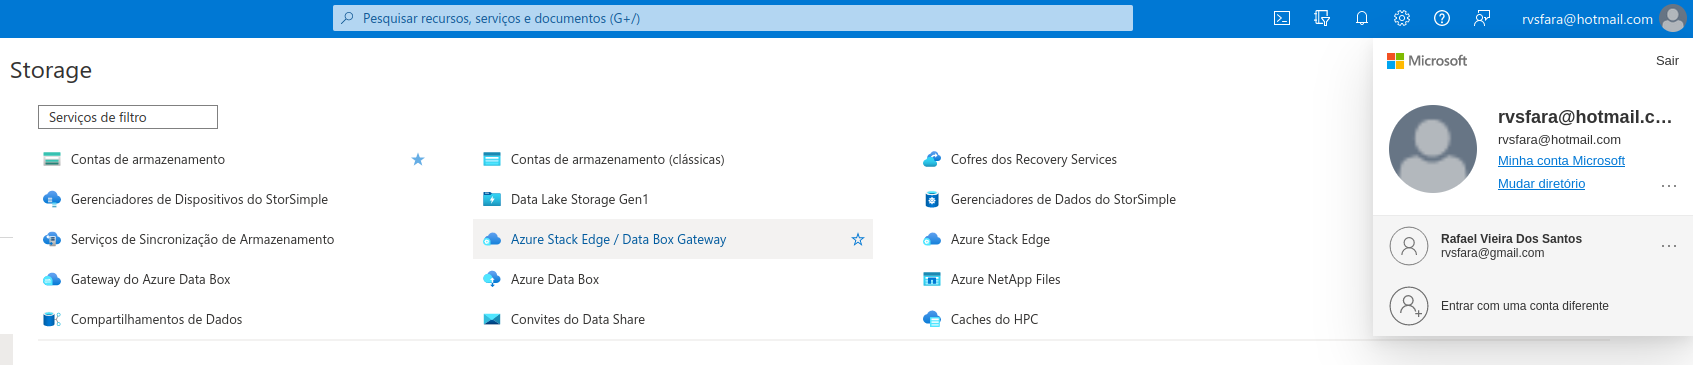 Pesquisar recursos, serviços e documentos (G+/)
rvsfara@hotmail.com
Storage
Serviços de filtro
Contas de armazenamento
Contas de armazenamento (clássicas)
Cofres dos Recovery Services
Gerenciadores de Dispositivos do StorSimple
Data Lake Storage Gen1
Gerenciadores de Dados do StorSimple
Serviços de Sincronização de Armazenamento
Azure Stack Edge / Data Box Gateway
Azure Stack Edge
Gateway do Azure Data Box
Azure Data Box
Azure NetApp Files
Compartilhamentos de Dados
Convites do Data Share
Caches do HPC
Microsoft
Sair
rvsfara@hotmail.c...
rvsfara@hotmail.com
Minha conta Microsoft
Mudar diretório
Rafael Vieira Dos Santos
rvsfara@gmail.com
Entrar com uma conta diferente